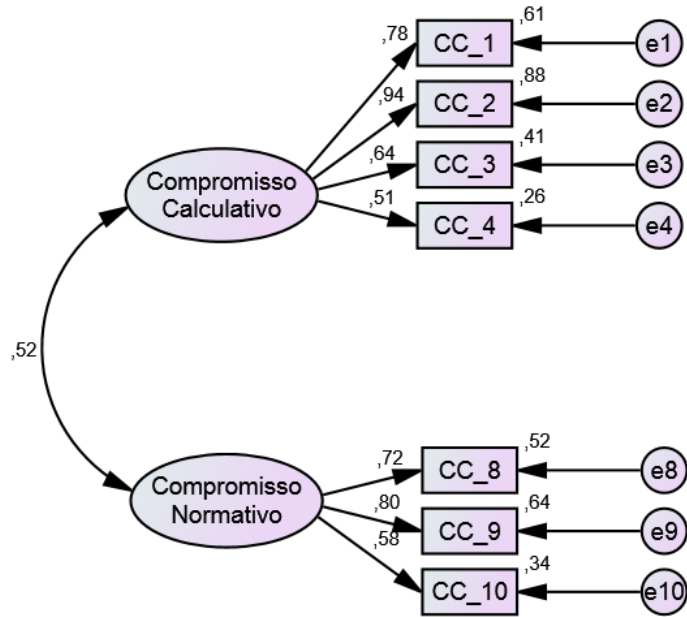 ,61
,78
CC_1
e1
,88
,94
CC_2
e2
,41
,64
CC_3
e3
,26
,51
CC_4
e4
Compromisso
Calculativo
,52
Compromisso
Normativo
,52
,72
CC_8
e8
,64
,80
CC_9
e9
,34
,58
CC_10
e10